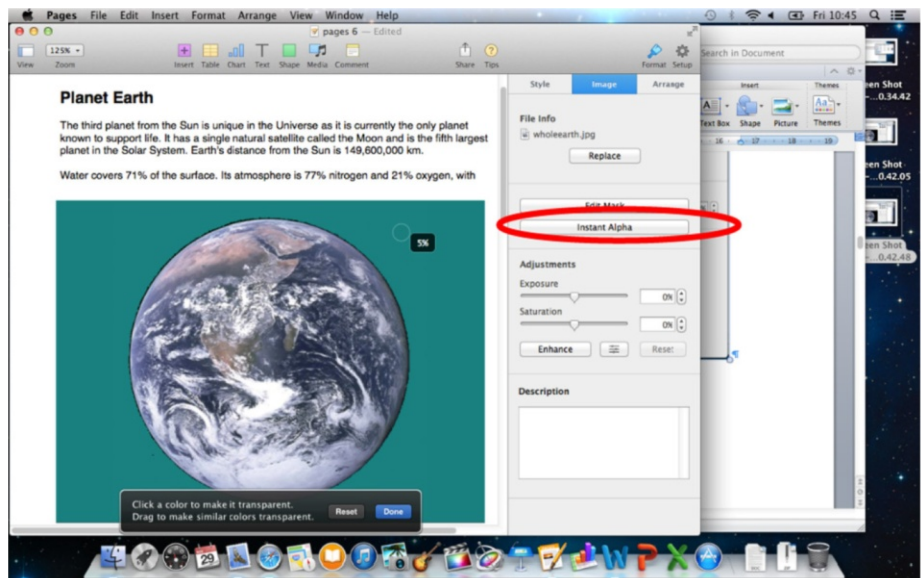 Pages File Edit Insert Format Arrange View Window Help
Fri 10:45
pages 6 — Edited
125%
View Zoom Insert Table Chart Text Shape Media Comment Share Tips Format Setup
Search in Document
Style Image Arrange
Insert Themes
Text Box Shape Picture Themes
16 17 18 19
een Shot
-...0.34.42
een Shot
-...0.42.05
een Shot
-...0.42.48
Planet Earth
The third planet from the Sun is unique in the Universe as it is currently the only planet
known to support life. It has a single natural satellite called the Moon and is the fifth largest
planet in the Solar System. Earth's distance from the Sun is 149,600,000 km.
Water covers 71% of the surface. Its atmosphere is 77% nitrogen and 21% oxygen, with
5%
Click a color to make it transparent.
Drag to make similar colors transparent.
Reset Done
File Info
wholeearth.jpg
Replace
Edit Mask
Instant Alpha
Adjustments
Exposure
0%
Saturation
0%
Enhance Reset
Description
29